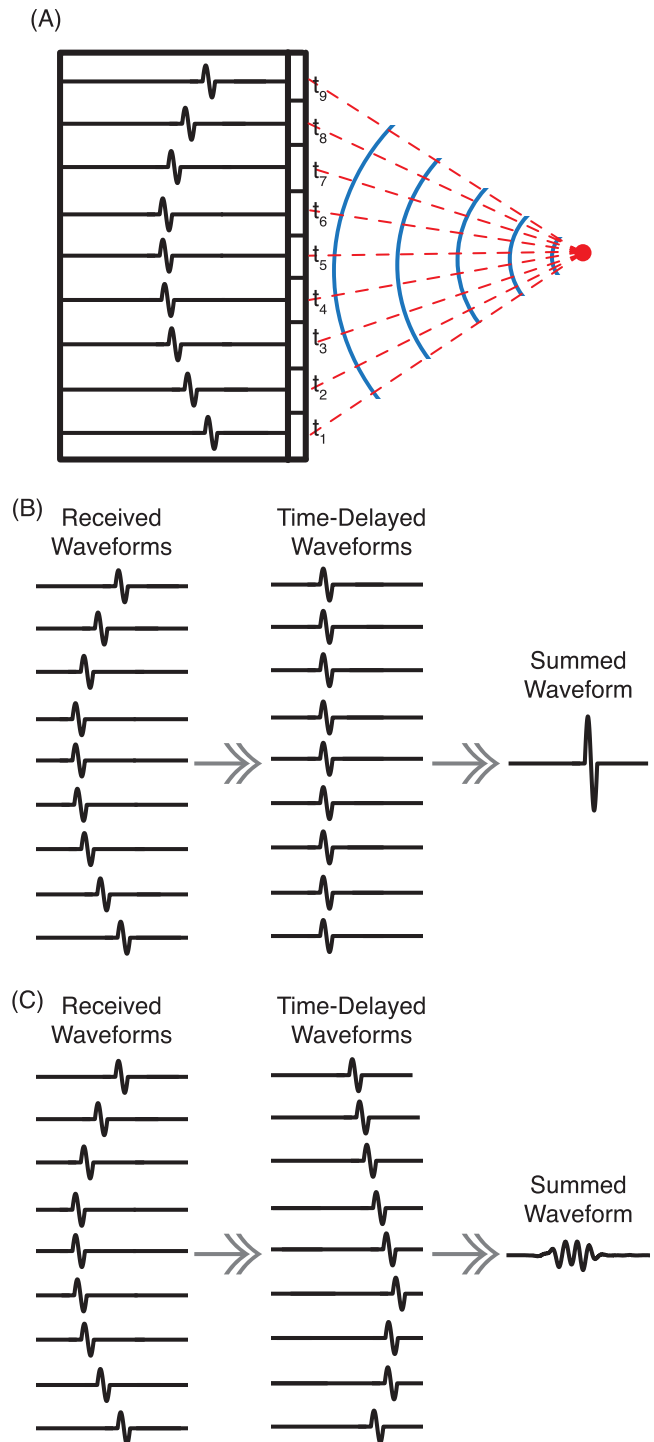 (A)
t9
t8
t7
t6
t5
t4
t3
t2
t1
(B)
Received
Waveforms
Time-Delayed
Waveforms
Summed
Waveform
(C)
Received
Waveforms
Time-Delayed
Waveforms
Summed
Waveform